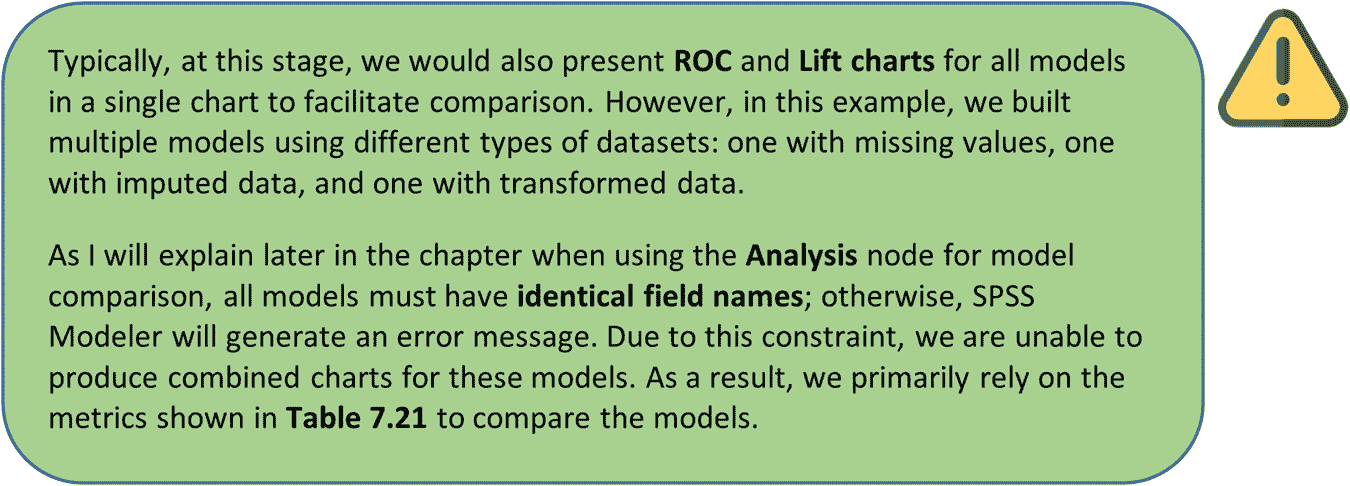 Typically, at this stage, we would also present ROC and Lift charts for all models
in a single chart to facilitate comparison. However, in this example, we built
multiple models using different types of datasets: one with missing values, one
with imputed data, and one with transformed data.
As I will explain later in the chapter when using the Analysis node for model
comparison, all models must have identical field names; otherwise, SPSS
Modeler will generate an error message. Due to this constraint, we are unable to
produce combined charts for these models. As a result, we primarily rely on the
metrics shown in Table 7.21 to compare the models.